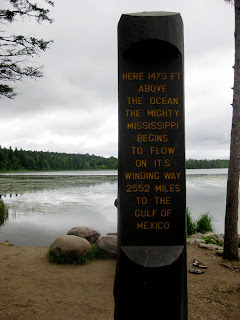 HERE 1475 FT
ABOVE
THE OCEAN
THE MIGHTY
MISSISSIPPI
BEGINS
TO FLOW
ON IT'S
WINDING WAY
2552 MILES
TO THE
GULF OF
MEXICO